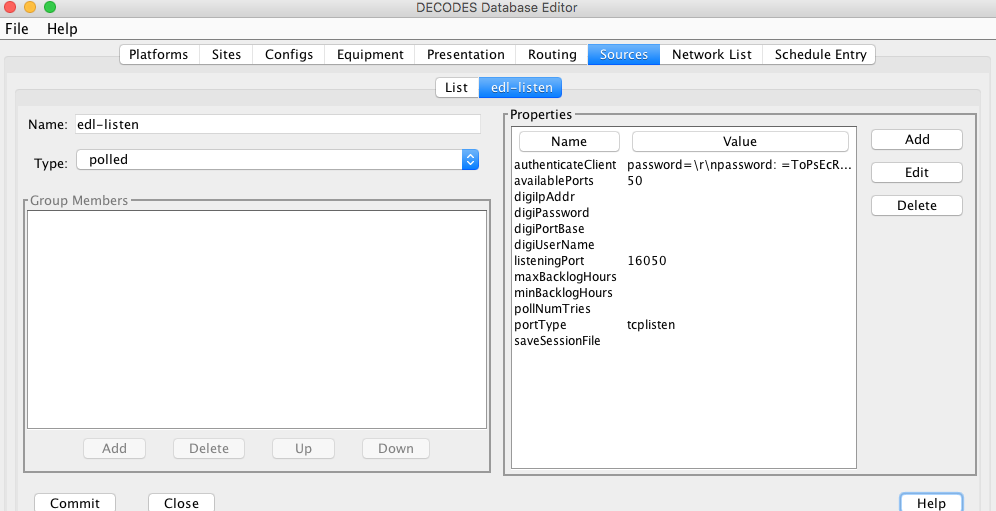 DECODES Database Editor
File Help
Platforms Sites Configs Equipment Presentation Routing Sources Network List Schedule Entry
List edl-listen
Name: edl-listen
Type: polled
Group Members
Add Delete Up Down
Properties
Name Value
authenticateClient password=\r\npassword: =ToPsEcR...
availablePorts 50
digiIpAddr
digiPassword
digiPortBase
digiUserName
listeningPort 16050
maxBacklogHours
minBacklogHours
pollNumTries
portType tcplisten
saveSessionFile
Add
Edit
Delete
Commit Close Help